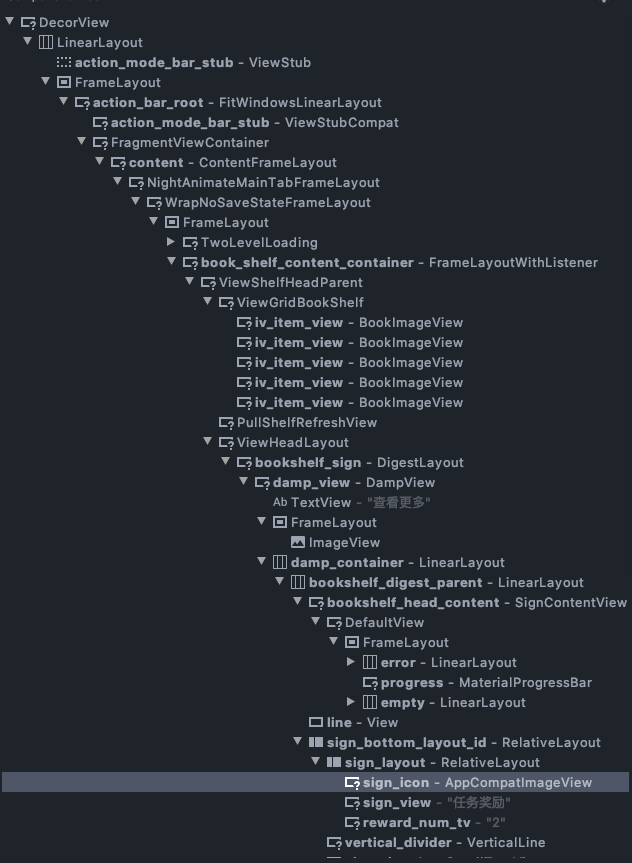 DecorView
LinearLayout
action_mode_bar_stub - ViewStub
FrameLayout
action_bar_root - FitWindowsLinearLayout
action_mode_bar_stub - ViewStubCompat
FragmentViewContainer
content - ContentFrameLayout
NightAnimateMainTabFrameLayout
WrapNoSaveStateFrameLayout
FrameLayout
TwoLevelLoading
book_shelf_content_container - FrameLayoutWithListener
ViewShelfHeadParent
ViewGridBookShelf
iv_item_view - BookImageView
iv_item_view - BookImageView
iv_item_view - BookImageView
iv_item_view - BookImageView
iv_item_view - BookImageView
PullShelfRefreshView
ViewHeadLayout
bookshelf_sign - DigestLayout
damp_view - DampView
Ab TextView - "查看更多"
FrameLayout
ImageView
damp_container - LinearLayout
bookshelf_digest_parent - LinearLayout
bookshelf_head_content - SignContentView
DefaultView
FrameLayout
error - LinearLayout
progress - MaterialProgressBar
empty - LinearLayout
line - View
sign_bottom_layout_id - RelativeLayout
sign_layout - RelativeLayout
sign_icon - AppCompatImageView
sign_view - "任务奖励"
reward_num_tv - "2"
vertical_divider - VerticalLine